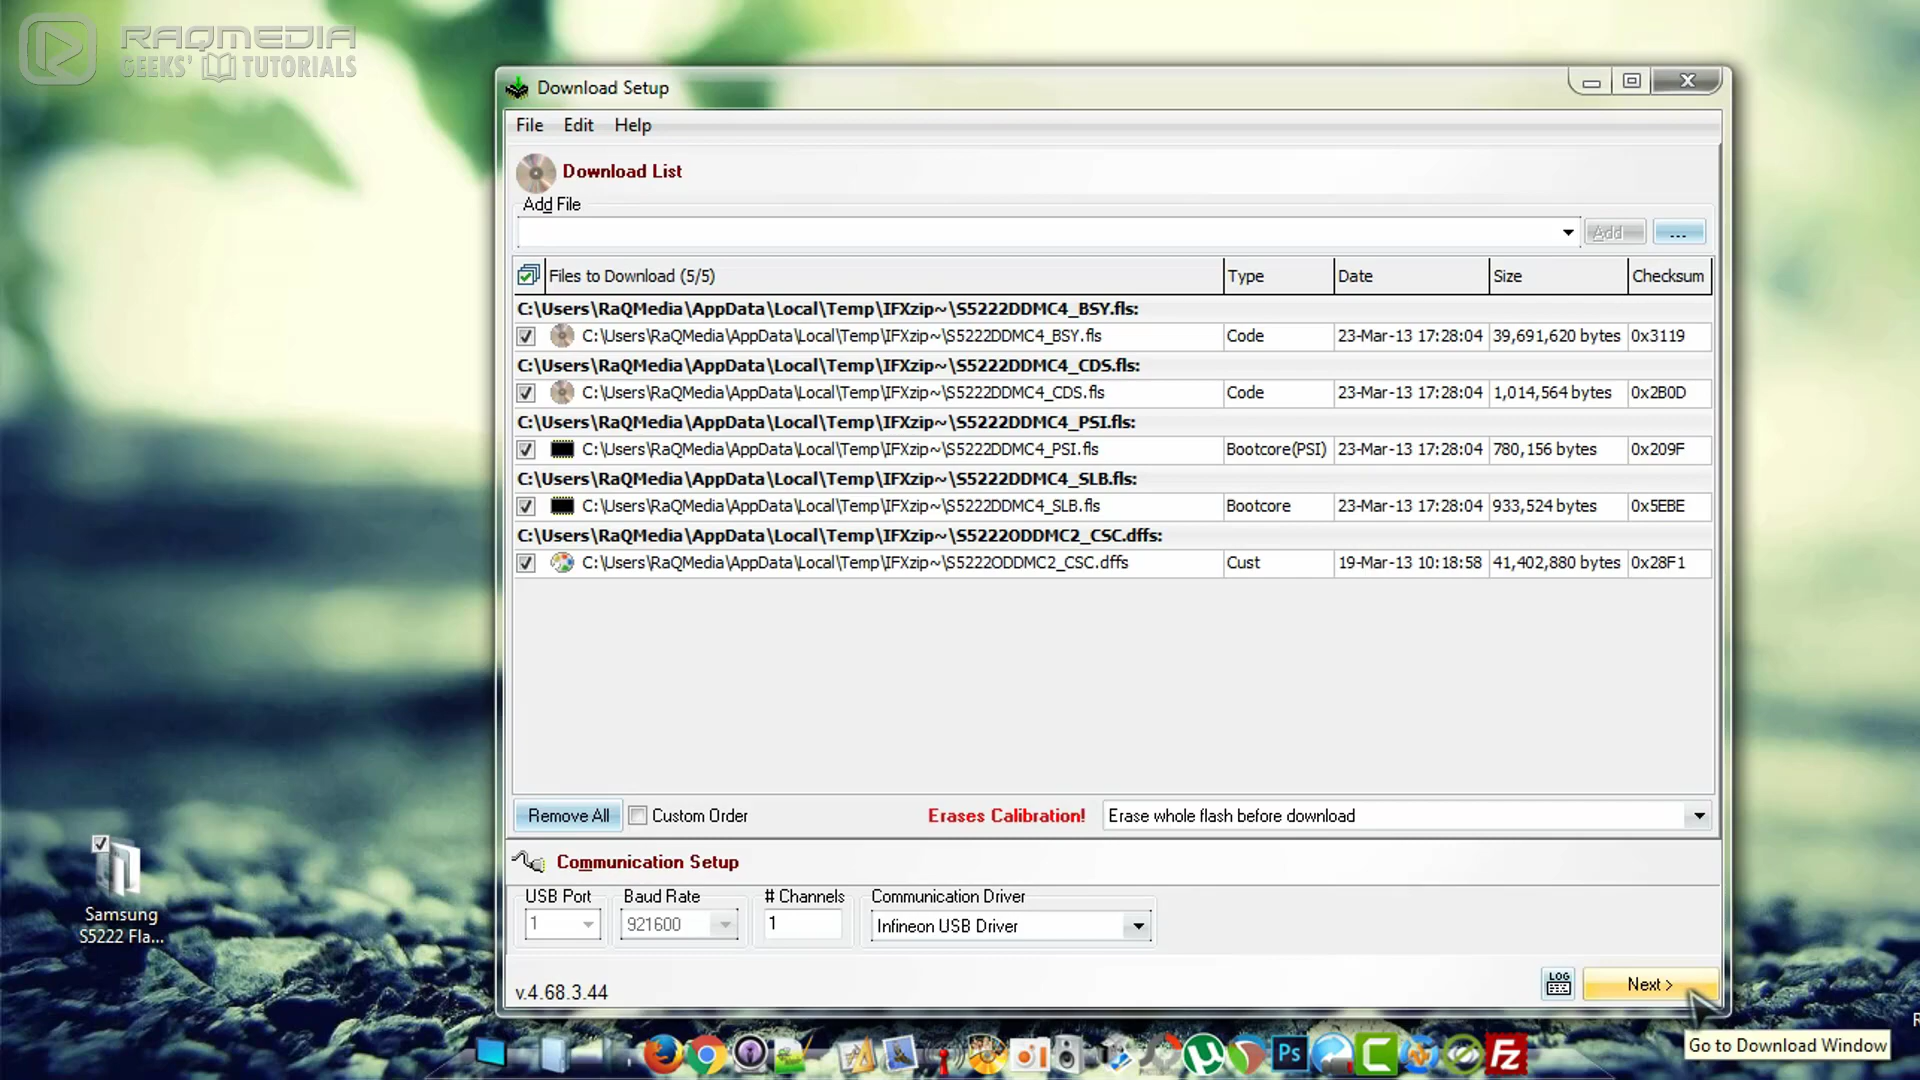 RAQMEDIA
GEEKS' TUTORIALS
Download Setup
File Edit Help
Download List
Add File
Add ...
Files to Download (5/5) Type Date Size Checksum
C:\Users\RaQMedia\AppData\Local\Temp\IFXzip~\S5222DDMC4_BSY.fls:
C:\Users\RaQMedia\AppData\Local\Temp\IFXzip~\S5222DDMC4_BSY.fls Code 23-Mar-13 17:28:04 39,691,620 bytes 0x3119
C:\Users\RaQMedia\AppData\Local\Temp\IFXzip~\S5222DDMC4_CDS.fls:
C:\Users\RaQMedia\AppData\Local\Temp\IFXzip~\S5222DDMC4_CDS.fls Code 23-Mar-13 17:28:04 1,014,564 bytes 0x2B0D
C:\Users\RaQMedia\AppData\Local\Temp\IFXzip~\S5222DDMC4_PSI.fls:
C:\Users\RaQMedia\AppData\Local\Temp\IFXzip~\S5222DDMC4_PSI.fls Bootcore(PSI) 23-Mar-13 17:28:04 780,156 bytes 0x209F
C:\Users\RaQMedia\AppData\Local\Temp\IFXzip~\S5222DDMC4_SLB.fls:
C:\Users\RaQMedia\AppData\Local\Temp\IFXzip~\S5222DDMC4_SLB.fls Bootcore 23-Mar-13 17:28:04 933,524 bytes 0x5EBE
C:\Users\RaQMedia\AppData\Local\Temp\IFXzip~\S5222ODDMC2_CSC.dffs:
C:\Users\RaQMedia\AppData\Local\Temp\IFXzip~\S5222ODDMC2_CSC.dffs Cust 19-Mar-13 10:18:58 41,402,880 bytes 0x28F1
Remove All Custom Order Erases Calibration! Erase whole flash before download
Communication Setup
USB Port Baud Rate # Channels Communication Driver
1 921600 1 Infineon USB Driver
LOG Next >
v.4.68.3.44
Samsung
S5222 Fla...
Go to Download Window
Ps
Fz